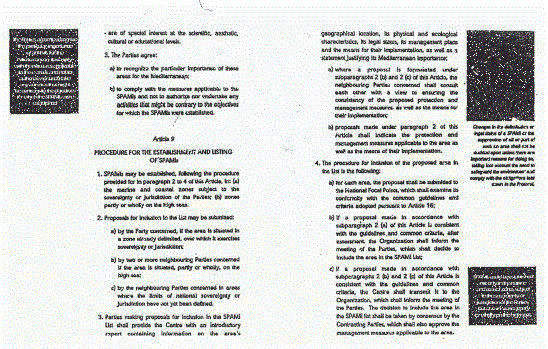 - are of special interest at the scientific, aesthetic,
cultural or educational levels.
3. The Parties agree:
a) to recognize the particular importance of these
areas for the Mediterranean;
b) to comply with the measures applicable to the
SPAMIs and not to authorize nor undertake any
activities that might be contrary to the objectives
for which the SPAMIs were established.
Article 9
PROCEDURE FOR THE ESTABLISHMENT AND LISTING
OF SPAMIs
1. SPAMIs may be established, following the procedure
provided for in paragraph 2 to 4 of this Article, in: (a)
the marine and coastal zones subject to the
sovereignty or jurisdiction of the Parties; (b) zones
partly or wholly on the high seas.
2. Proposals for inclusion in the List may be submitted:
a) by the Party concerned, if the area is situated in
a zone already delimited, over which it exercises
sovereignty or jurisdiction;
b) by two or more neighbouring Parties concerned
if the area is situated, partly or wholly, on the
high sea;
c) by the neighbouring Parties concerned in areas
where the limits of national sovereignty or
jurisdiction have not yet been defined.
3. Parties making proposals for inclusion in the SPAMI
List shall provide the Centre with an introductory
report containing information on the area's
geographical location, its physical and ecological
characteristics, its legal status, its management plans
and the means for their implementation, as well as a
statement justifying its Mediterranean importance;
a) where a proposal is formulated under
subparagraphs 2 (b) and 2 (c) of this Article, the
neighbouring Parties concerned shall consult
each other with a view to ensuring the
consistency of the proposed protection and
management measures, as well as the means for
their implementation;
b) proposals made under paragraph 2 of this
Article shall indicate the protection and
management measures applicable to the area as
well as the means of their implementation.
4. The procedure for inclusion of the proposed area in
the List is the following:
a) for each area, the proposal shall be submitted to
the National Focal Points, which shall examine its
conformity with the common guidelines and
criteria adopted pursuant to Article 16;
b) if a proposal made in accordance with
subparagraph 2 (a) of this Article is consistent
with the guidelines and common criteria, after
assessment, the Organization shall inform the
meeting of the Parties, which shall decide to
include the area in the SPAMI List;
c) if a proposal made in accordance with
subparagraphs 2 (b) and 2 (c) of this Article is
consistent with the guidelines and common
criteria, the Centre shall transmit it to the
Organization, which shall inform the meeting of
the Parties. The decision to include the area in
the SPAMI list shall be taken by consensus by the
Contracting Parties, which shall also approve the
management measures applicable to the area.
Changes in the delimitation or
legal status of a SPAMI or the
suppression of all or part of
such an area shall not be
decided upon unless there are
important reasons for doing so,
taking into account the need to
safeguard the environment and
comply with the obligations laid
down in the Protocol.